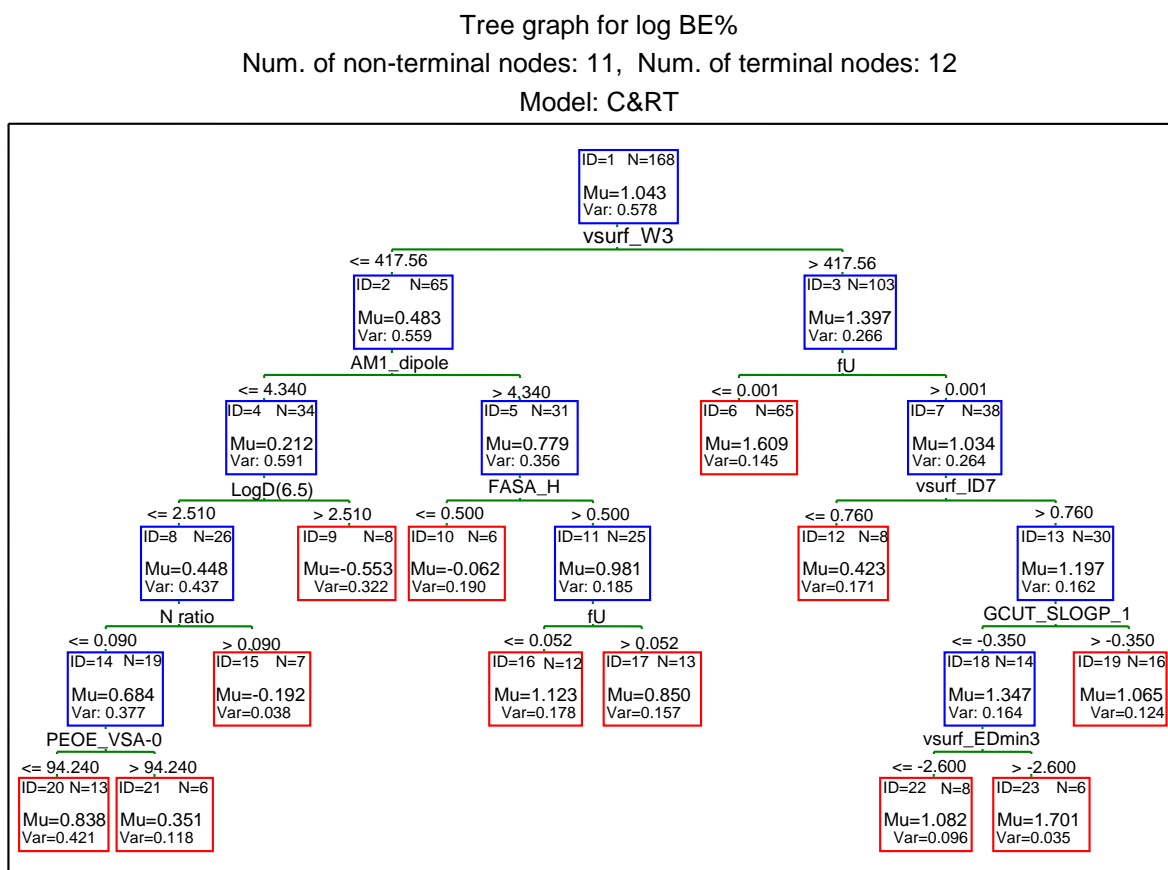 Tree graph for log BE%
Num. of non-terminal nodes: 11, Num. of terminal nodes: 12
Model: C&RT
ID=1 N=168
Mu=1.043
Var: 0.578
vsurf_W3
<= 417.56
> 417.56
ID=2 N=65
Mu=0.483
Var: 0.559
AM1_dipole
ID=3 N=103
Mu=1.397
Var: 0.266
fU
<= 4.340
> 4.340
<= 0.001
> 0.001
ID=4 N=34
Mu=0.212
Var: 0.591
LogD(6.5)
ID=5 N=31
Mu=0.779
Var: 0.356
FASA_H
ID=6 N=65
Mu=1.609
Var=0.145
ID=7 N=38
Mu=1.034
Var: 0.264
vsurf_ID7
<= 2.510
> 2.510
<= 0.500
> 0.500
<= 0.760
> 0.760
ID=8 N=26
Mu=0.448
Var: 0.437
N ratio
ID=9 N=8
Mu=-0.553
Var=0.322
ID=10 N=6
Mu=-0.062
Var=0.190
ID=11 N=25
Mu=0.981
Var: 0.185
fU
ID=12 N=8
Mu=0.423
Var=0.171
ID=13 N=30
Mu=1.197
Var: 0.162
GCUT_SLOGP_1
<= 0.090
> 0.090
<= 0.052
> 0.052
<= -0.350
> -0.350
ID=14 N=19
Mu=0.684
Var: 0.377
PEOE_VSA-0
ID=15 N=7
Mu=-0.192
Var=0.038
ID=16 N=12
Mu=1.123
Var=0.178
ID=17 N=13
Mu=0.850
Var=0.157
ID=18 N=14
Mu=1.347
Var: 0.164
vsurf_EDmin3
ID=19 N=16
Mu=1.065
Var=0.124
<= 94.240
> 94.240
<= -2.600
> -2.600
ID=20 N=13
Mu=0.838
Var=0.421
ID=21 N=6
Mu=0.351
Var=0.118
ID=22 N=8
Mu=1.082
Var=0.096
ID=23 N=6
Mu=1.701
Var=0.035